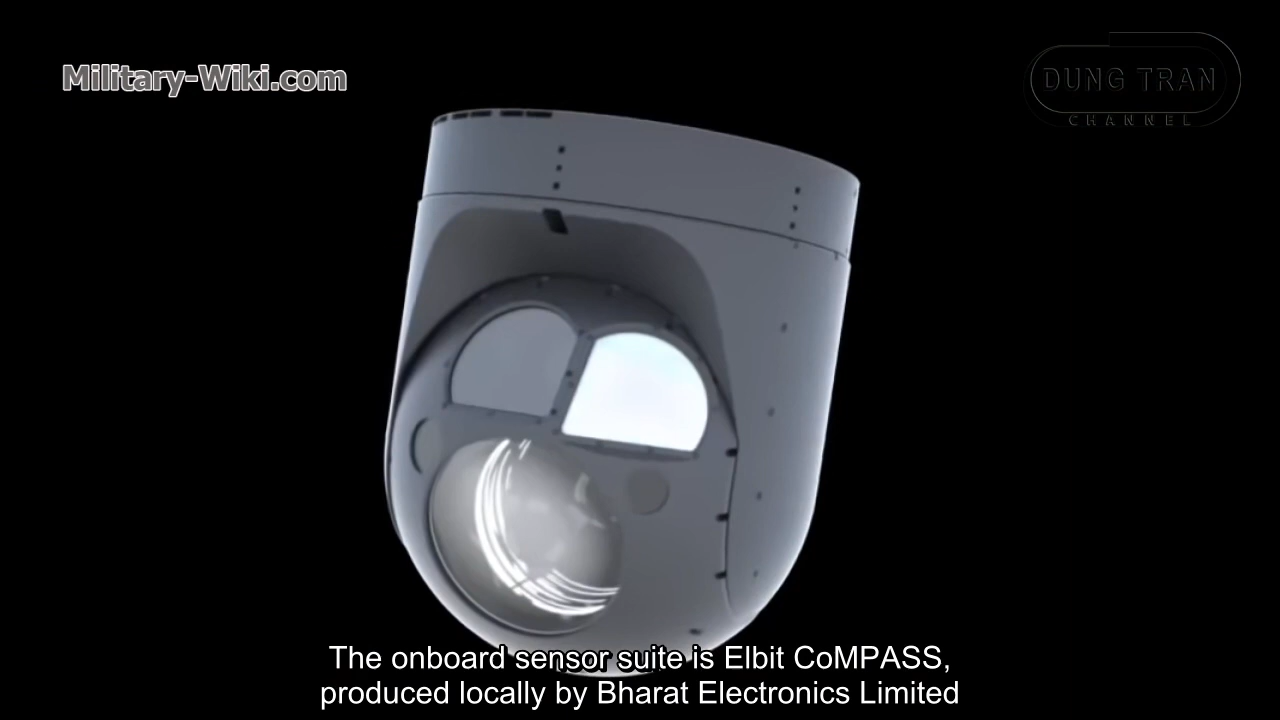 Military-Wiki.com
DUNG TRAN
CHANNEL
The onboard sensor suite is Elbit CoMPASS,
produced locally by Bharat Electronics Limited